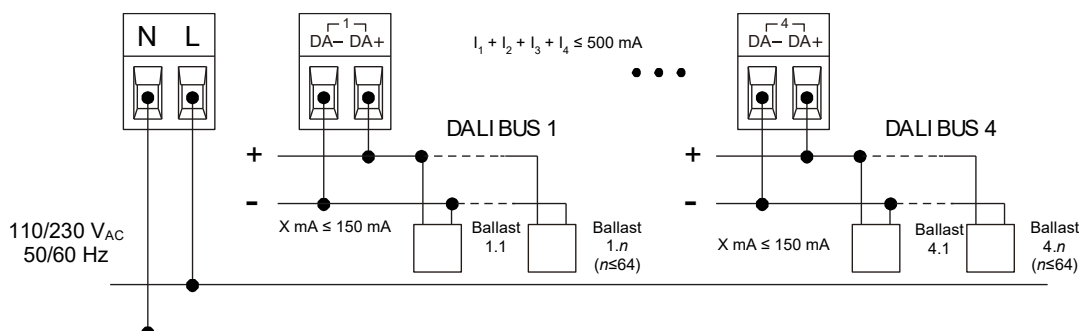 N L
1
DA– DA+
I1 + I2 + I3 + I4 ≤ 500 mA
4
DA– DA+
DALI BUS 1
DALI BUS 4
+
-
+
-
X mA ≤ 150 mA
Ballast
1.1
Ballast
1.n
(n≤64)
X mA ≤ 150 mA
Ballast
4.1
Ballast
4.n
(n≤64)
110/230 VAC
50/60 Hz